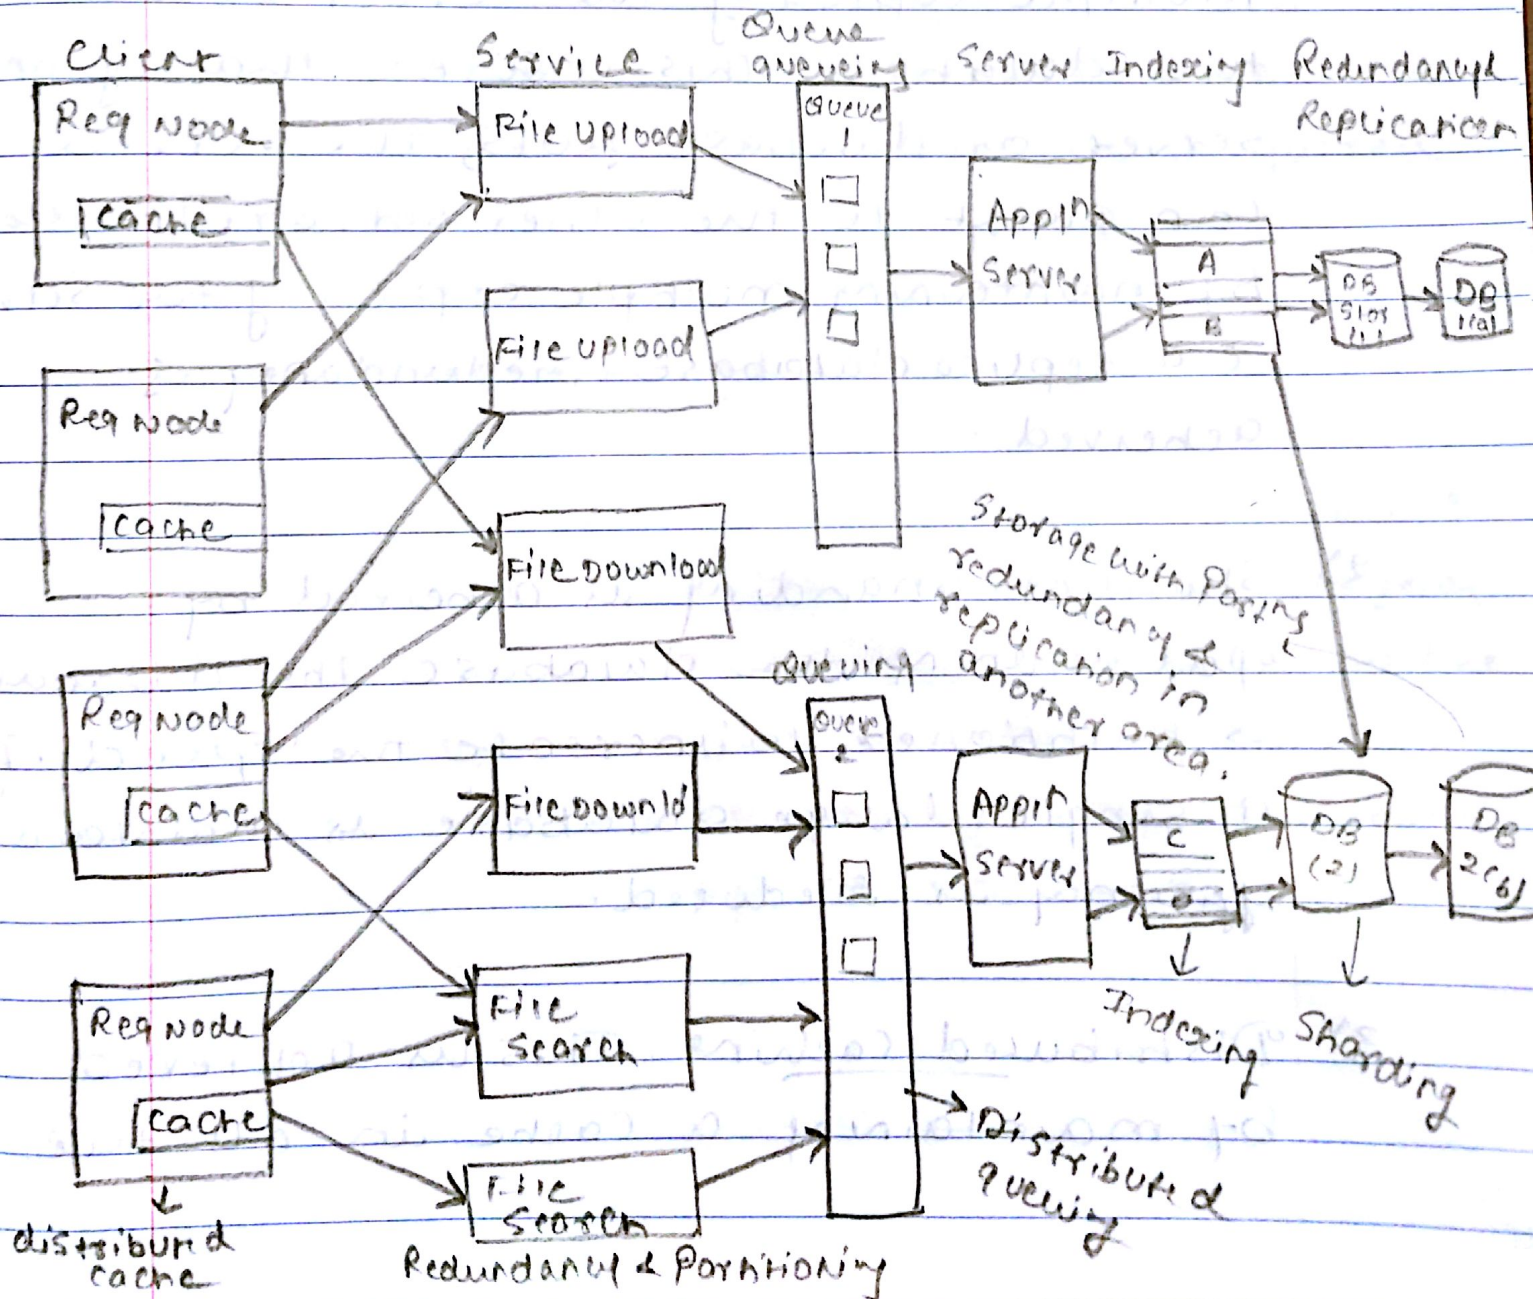 Client
Service
Queue
queueing
Server
Indexing
Redundancy &
Replication
Req Node
Cache
Req Node
Cache
Req Node
Cache
Req Node
Cache
distributed
cache
File Upload
File Upload
File Download
File Downld
File
Search
File
Search
Redundancy & Partitioning
Queue
1
Appln
Server
A
B
DB
DB
1(a)
Storage with Partins
redundancy &
replication in
another area.
Queuing
Queue
2
Appln
Server
C
DB
(2)
DB
2(b)
Indexing
Sharding
Distributed
queuing